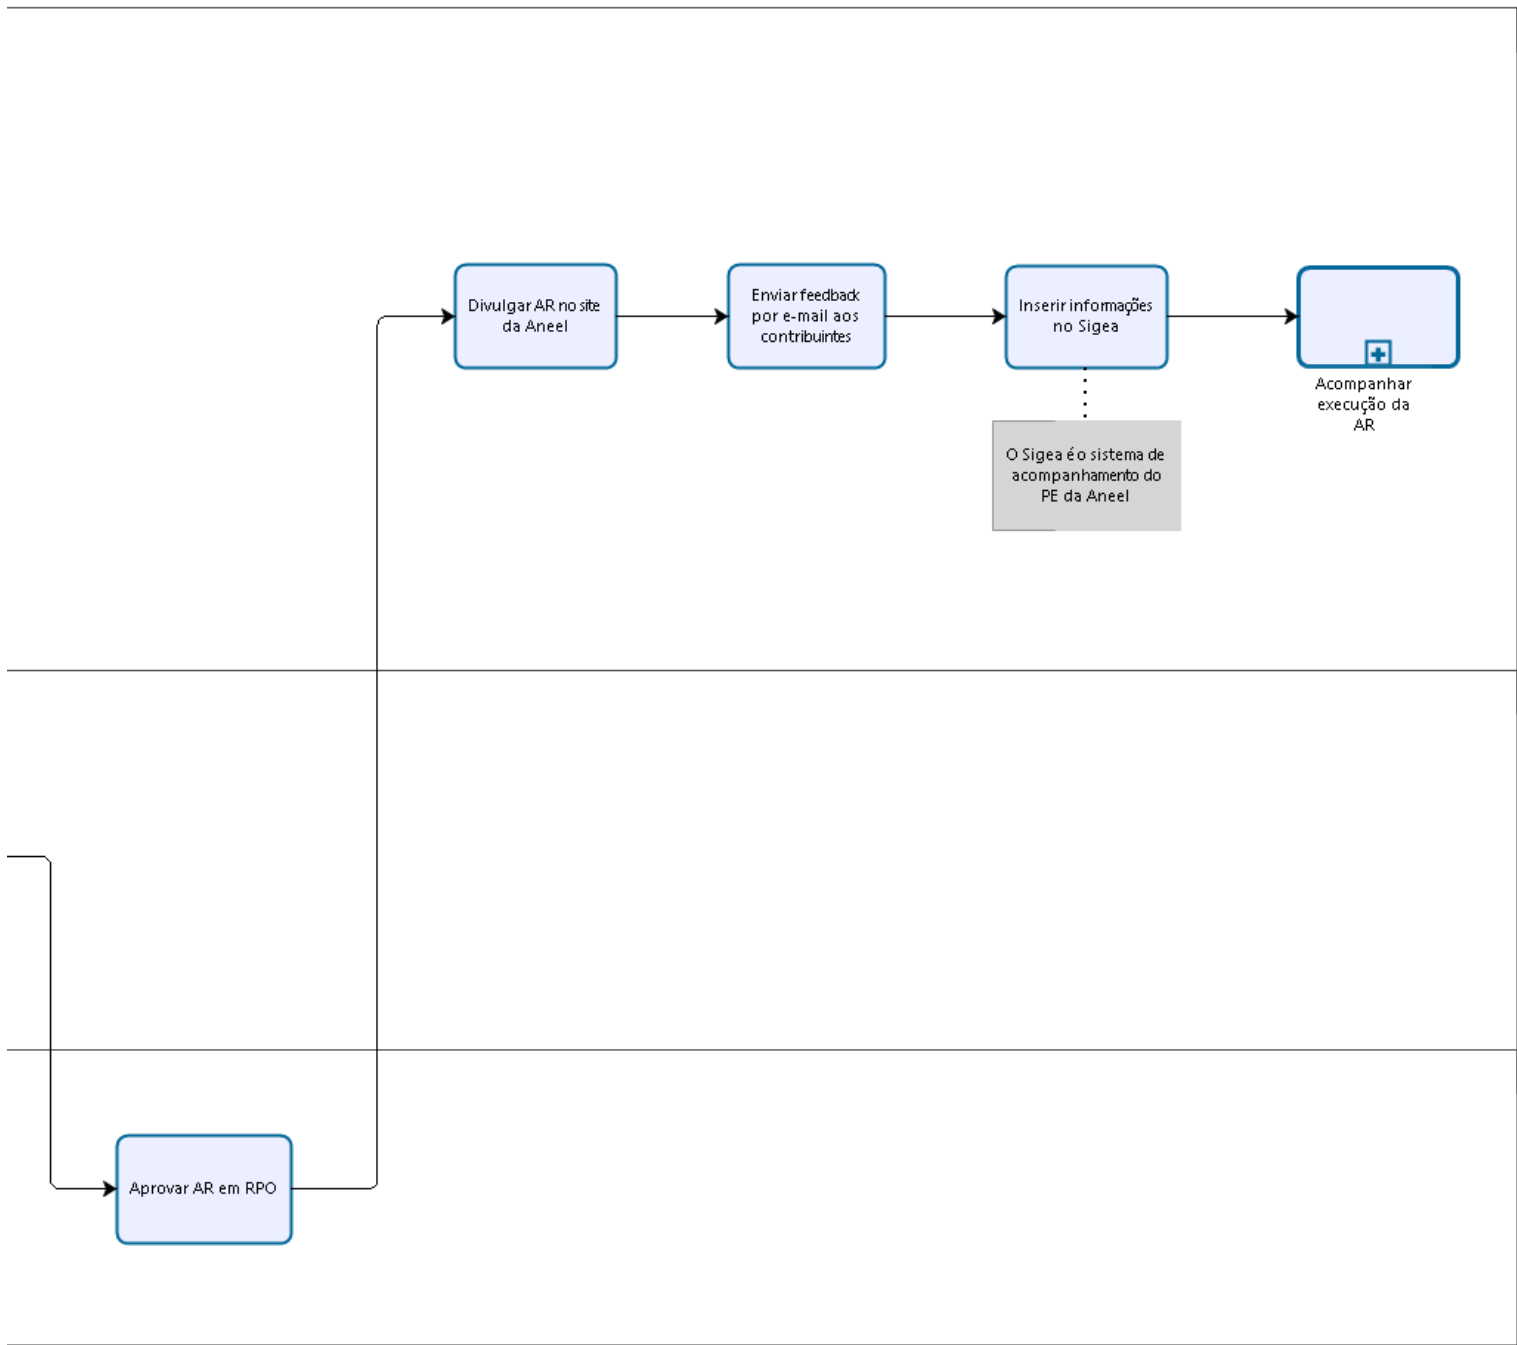 Divulgar AR no site
da Aneel
Enviar feedback
por e-mail aos
contribuintes
Inserir informações
no Sigea
Acompanhar
execução da
AR
O Sigea é o sistema de
acompanhamento do
PE da Aneel
Aprovar AR em RPO